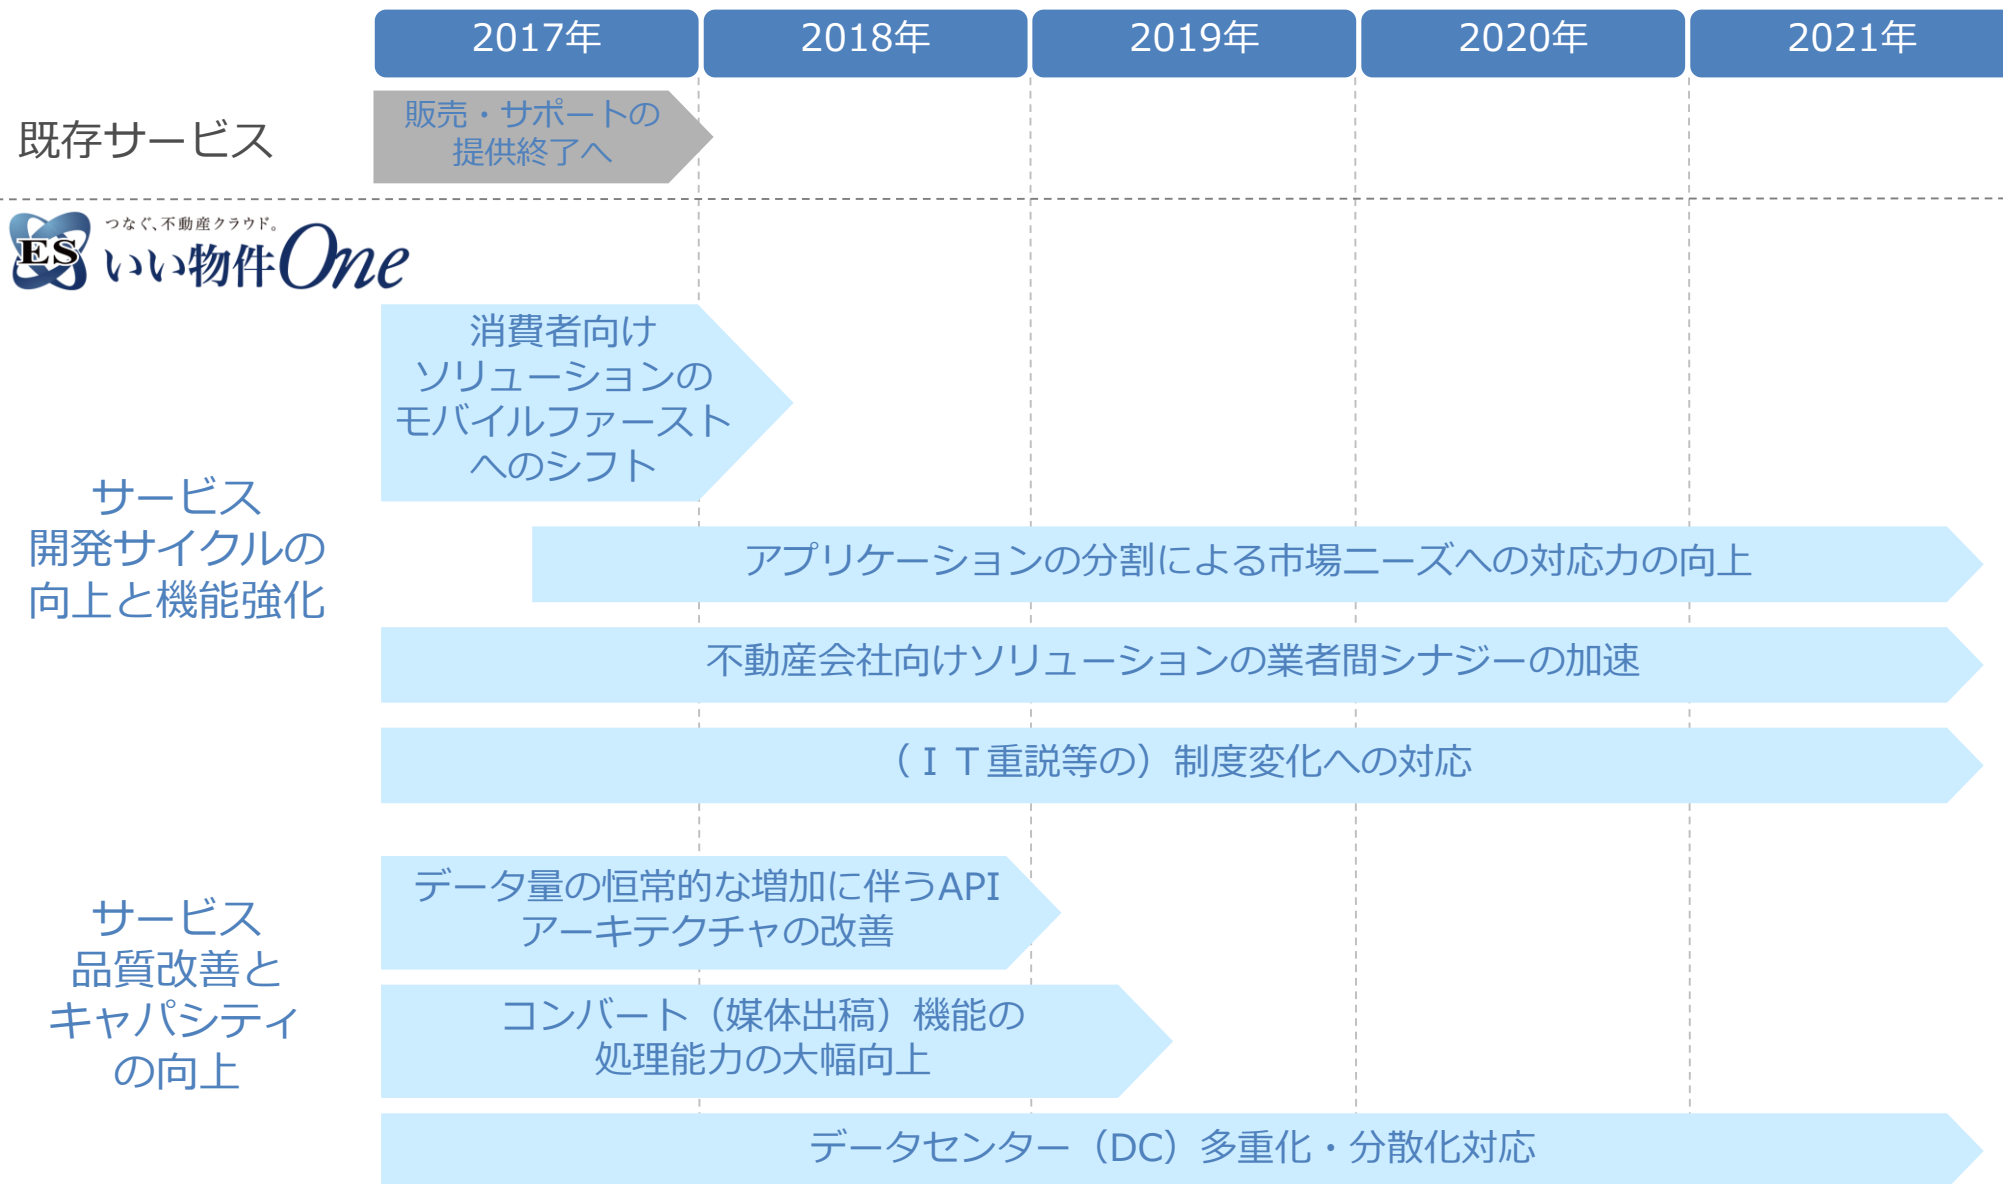 2017年
2018年
2019年
2020年
2021年
既存サービス
販売・サポートの
提供終了へ
ES
つなぐ、不動産クラウド。
いい物件One
消費者向け
ソリューションの
モバイルファースト
へのシフト
サービス
開発サイクルの
向上と機能強化
アプリケーションの分割による市場ニーズへの対応力の向上
不動産会社向けソリューションの業者間シナジーの加速
（ＩＴ重説等の）制度変化への対応
サービス
品質改善と
キャパシティ
の向上
データ量の恒常的な増加に伴うAPI
アーキテクチャの改善
コンバート（媒体出稿）機能の
処理能力の大幅向上
データセンター（DC）多重化・分散化対応